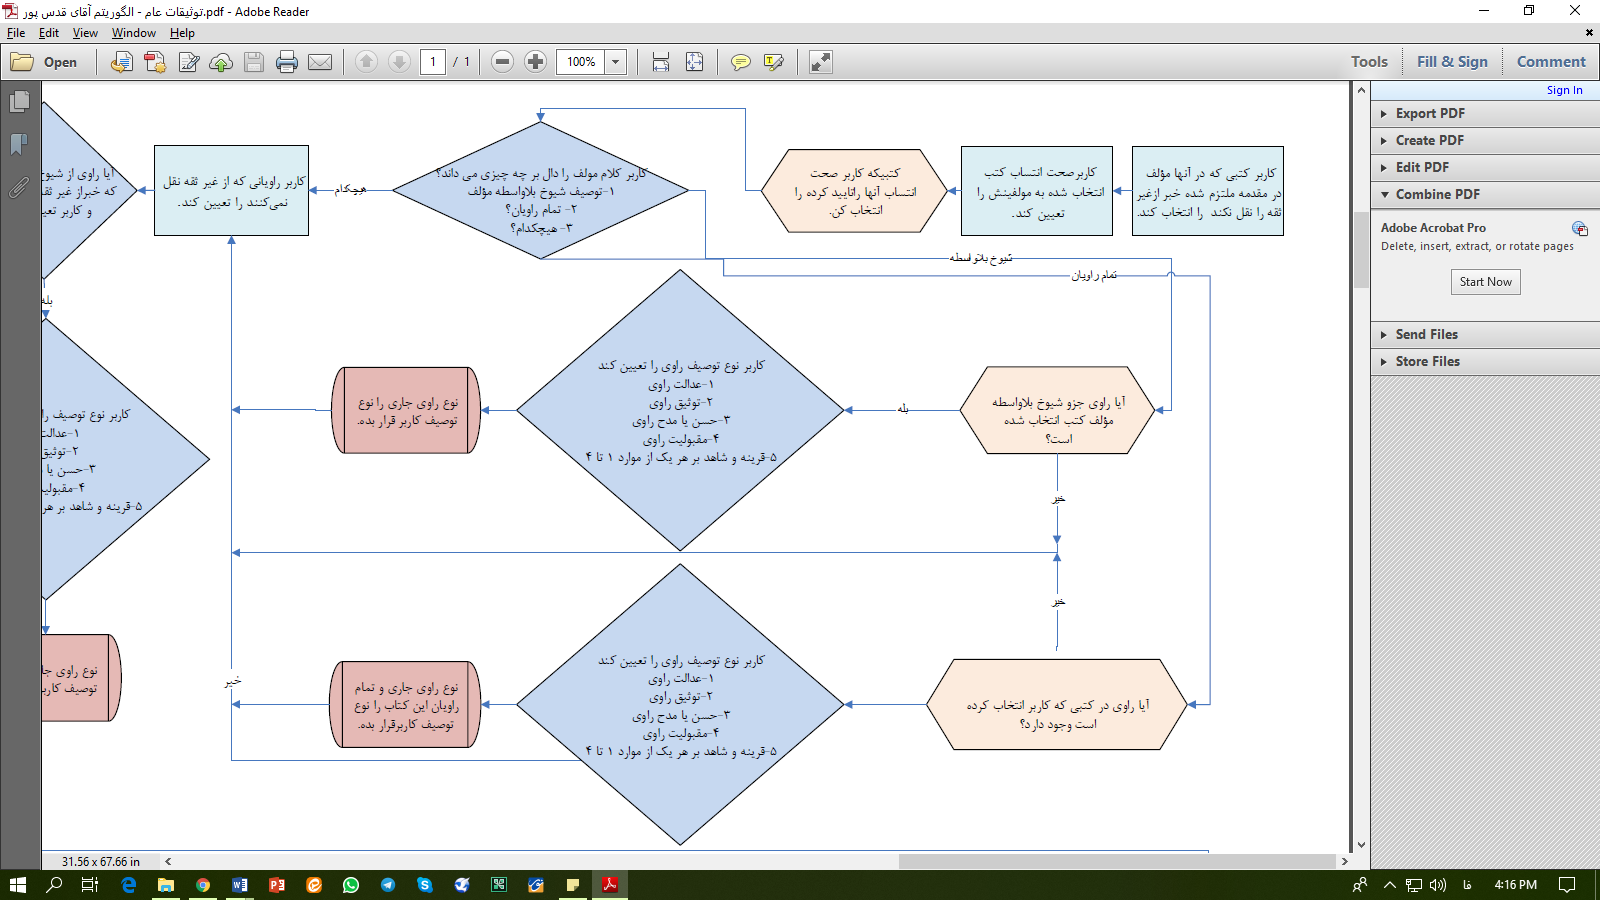 توثیقات عام - الگوریتم آقای قدس پور.pdf - Adobe Reader
File Edit View Window Help
Open
1 / 1
100%
Tools
Fill & Sign
Comment
Sign In
Export PDF
Create PDF
Edit PDF
Combine PDF
Adobe Acrobat Pro
Delete, insert, extract, or rotate pages
Start Now
Send Files
Store Files
کاربر کتبی که در آنها مؤلف
در مقدمه ملتزم شده خبر ازغیر
ثقه را نقل نکند را انتخاب کند.
کاربرصحت انتساب کتب
انتخاب شده به مولفینش را
تعیین کند.
کتبیکه کاربر صحت
انتساب آنها راتایید کرده را
انتخاب کن.
کاربر کلام مولف را دال بر چه چیزی می داند؟
۱-توصیف شیوخ بلاواسطه مؤلف
۲- تمام راویان؟
۳- هیچکدام؟
هیچکدام
کاربر راویانی که از غیر ثقه نقل
نمی‌کنند را تعیین کند.
آیا راوی از شیوخ
که خبراز غیر ثقه
و کاربر تعی
شیوخ بلاواسطه
تمام راویان
بله
آیا راوی جزو شیوخ بلاواسطه
مؤلف کتب انتخاب شده
است؟
بله
کاربر نوع توصیف راوی را تعیین کند
۱-عدالت راوی
۲-توثیق راوی
۳-حسن یا مدح راوی
۴-مقبولیت راوی
۵-قرینه و شاهد بر هر یک از موارد ۱ تا ۴
نوع راوی جاری را نوع
توصیف کاربر قرار بده.
کاربر نوع توصیف را
۱-عدالت
۲-توثیق
۳-حسن یا
۴-مقبولیت
۵-قرینه و شاهد بر هر
خیر
خیر
آیا راوی در کتبی که کاربر انتخاب کرده
است وجود دارد؟
کاربر نوع توصیف راوی را تعیین کند
۱-عدالت راوی
۲-توثیق راوی
۳-حسن یا مدح راوی
۴-مقبولیت راوی
۵-قرینه و شاهد بر هر یک از موارد ۱ تا ۴
نوع راوی جاری و تمام
راویان این کتاب را نوع
توصیف کاربرقرار بده.
خیر
نوع راوی جا
توصیف کارب
31.56 x 67.66 in
فا
4:16 PM